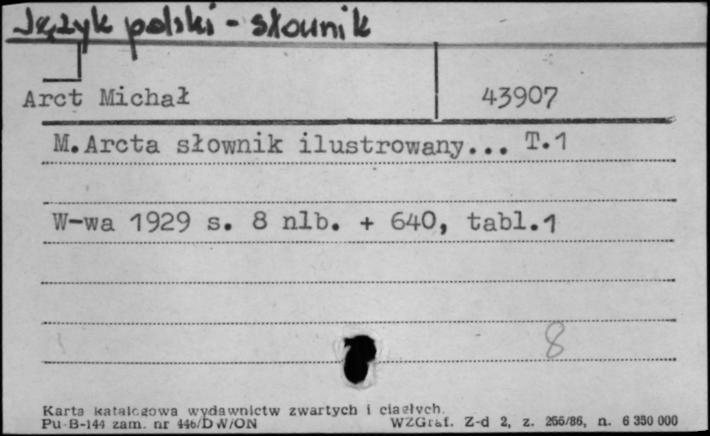 Język polski - słownik
Arct Michał 43907
M.Arcta słownik ilustrowany... T.1
W-wa 1929 s. 8 nlb. + 640, tabl.1
8
Karta katalogowa wydawnictw zwartych i ciągłych.
Pu-B-144 zam. nr 446/DW/ON WZGraf. Z-d 2, z. 266/86, n. 6 350 000